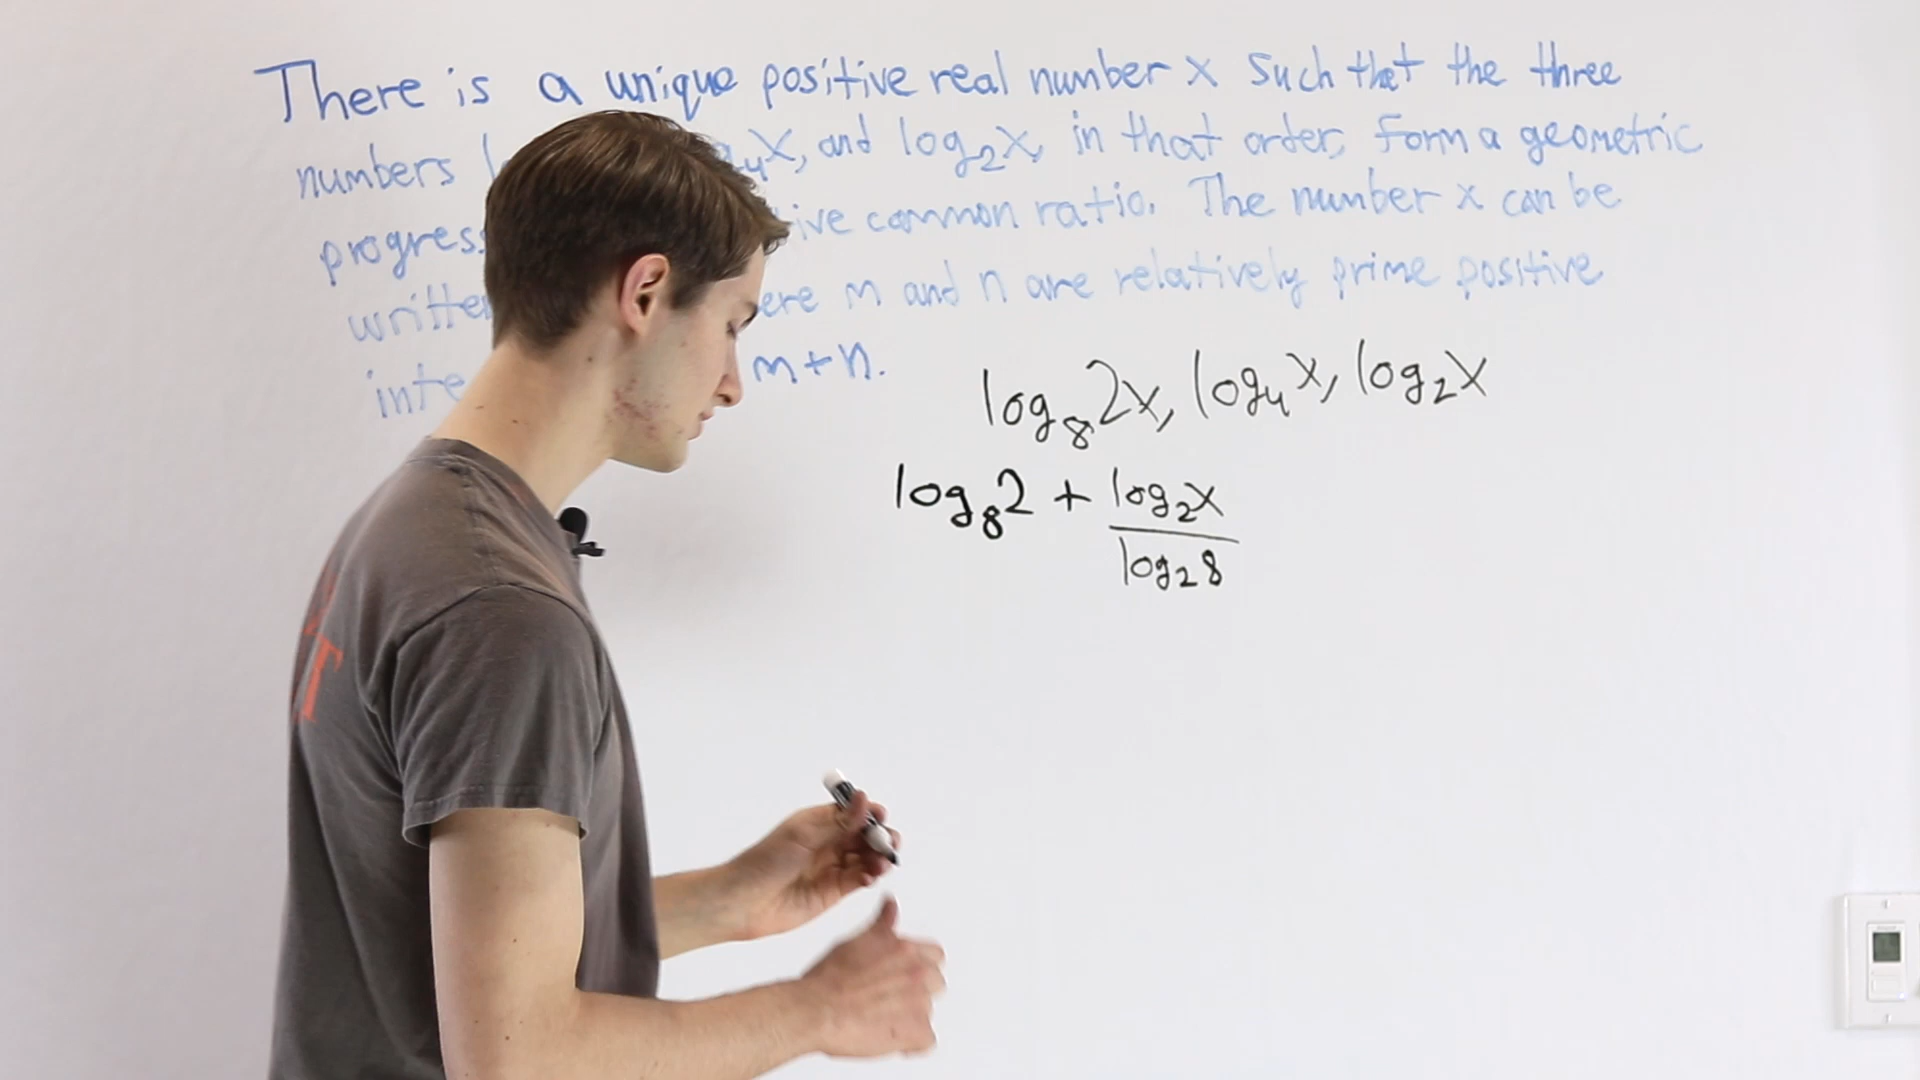 There is a unique positive real number x such that the three
numbers 4x, and log₂x, in that order, form a geometric
progress ive common ratio. The number x can be
written ere m and n are relatively prime positive
inte m+n.
log₈2x, log₄x, log₂x
log₈2 + log₂x
log₂8
T